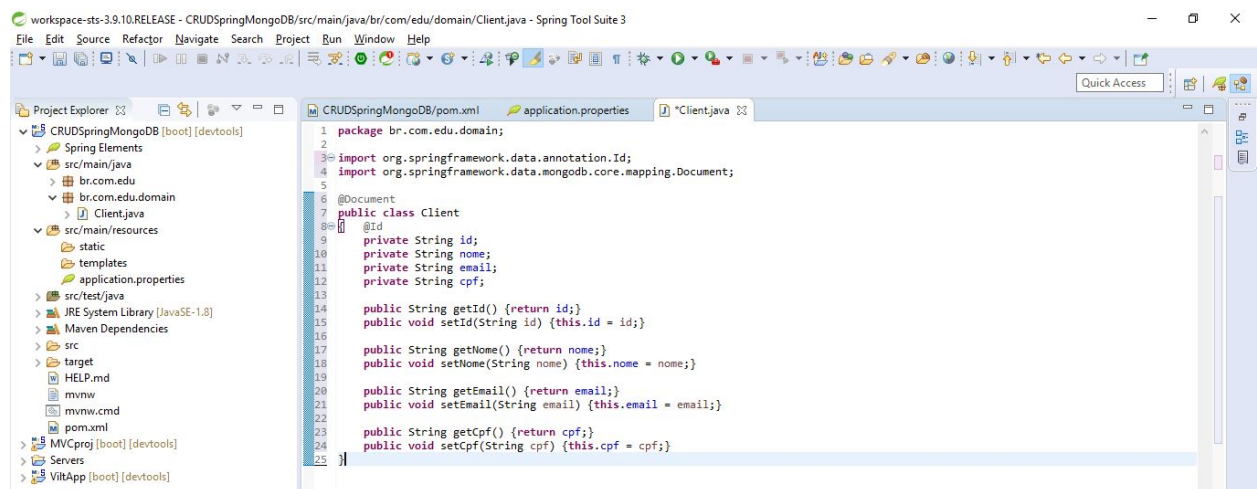 workspace-sts-3.9.10.RELEASE - CRUDSpringMongoDB/src/main/java/br/com/edu/domain/Client.java - Spring Tool Suite 3
File Edit Source Refactor Navigate Search Project Run Window Help
Quick Access
Project Explorer
CRUDSpringMongoDB [boot] [devtools]
Spring Elements
src/main/java
br.com.edu
br.com.edu.domain
Client.java
src/main/resources
static
templates
application.properties
src/test/java
JRE System Library [JavaSE-1.8]
Maven Dependencies
src
target
HELP.md
mvnw
mvnw.cmd
pom.xml
MVCproj [boot] [devtools]
Servers
ViltApp [boot] [devtools]
CRUDSpringMongoDB/pom.xml application.properties *Client.java
1 package br.com.edu.domain;
2
3 import org.springframework.data.annotation.Id;
4 import org.springframework.data.mongodb.core.mapping.Document;
5
6 @Document
7 public class Client
8 { @Id
9 private String id;
10 private String nome;
11 private String email;
12 private String cpf;
13
14 public String getId() {return id;}
15 public void setId(String id) {this.id = id;}
16
17 public String getNome() {return nome;}
18 public void setNome(String nome) {this.nome = nome;}
19
20 public String getEmail() {return email;}
21 public void setEmail(String email) {this.email = email;}
22
23 public String getCpf() {return cpf;}
24 public void setCpf(String cpf) {this.cpf = cpf;}
25 }